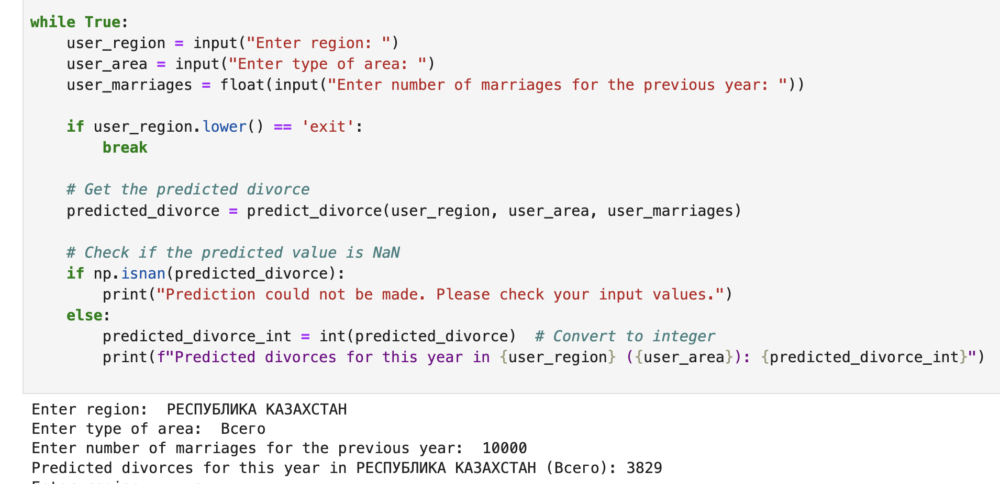 while True:
    user_region = input("Enter region: ")
    user_area = input("Enter type of area: ")
    user_marriages = float(input("Enter number of marriages for the previous year: "))
    if user_region.lower() == 'exit':
        break
    # Get the predicted divorce
    predicted_divorce = predict_divorce(user_region, user_area, user_marriages)
    # Check if the predicted value is NaN
    if np.isnan(predicted_divorce):
        print("Prediction could not be made. Please check your input values.")
    else:
        predicted_divorce_int = int(predicted_divorce)  # Convert to integer
        print(f"Predicted divorces for this year in {user_region} ({user_area}): {predicted_divorce_int}")
Enter region:  РЕСПУБЛИКА КАЗАХСТАН
Enter type of area:  Всего
Enter number of marriages for the previous year:  10000
Predicted divorces for this year in РЕСПУБЛИКА КАЗАХСТАН (Всего): 3829